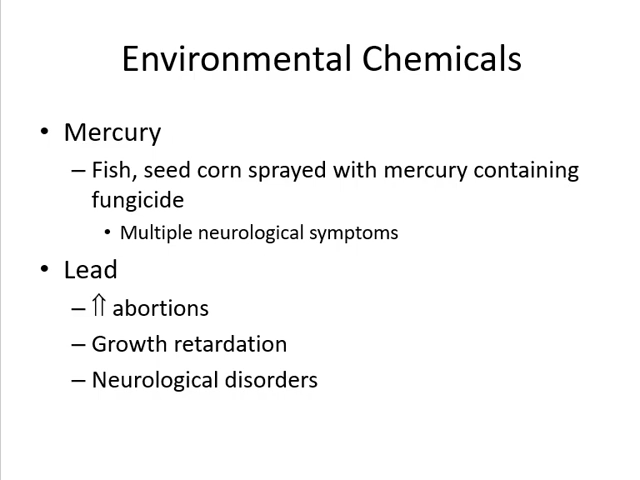 Environmental Chemicals
• Mercury
– Fish, seed corn sprayed with mercury containing
fungicide
• Multiple neurological symptoms
• Lead
– ⇑ abortions
– Growth retardation
– Neurological disorders